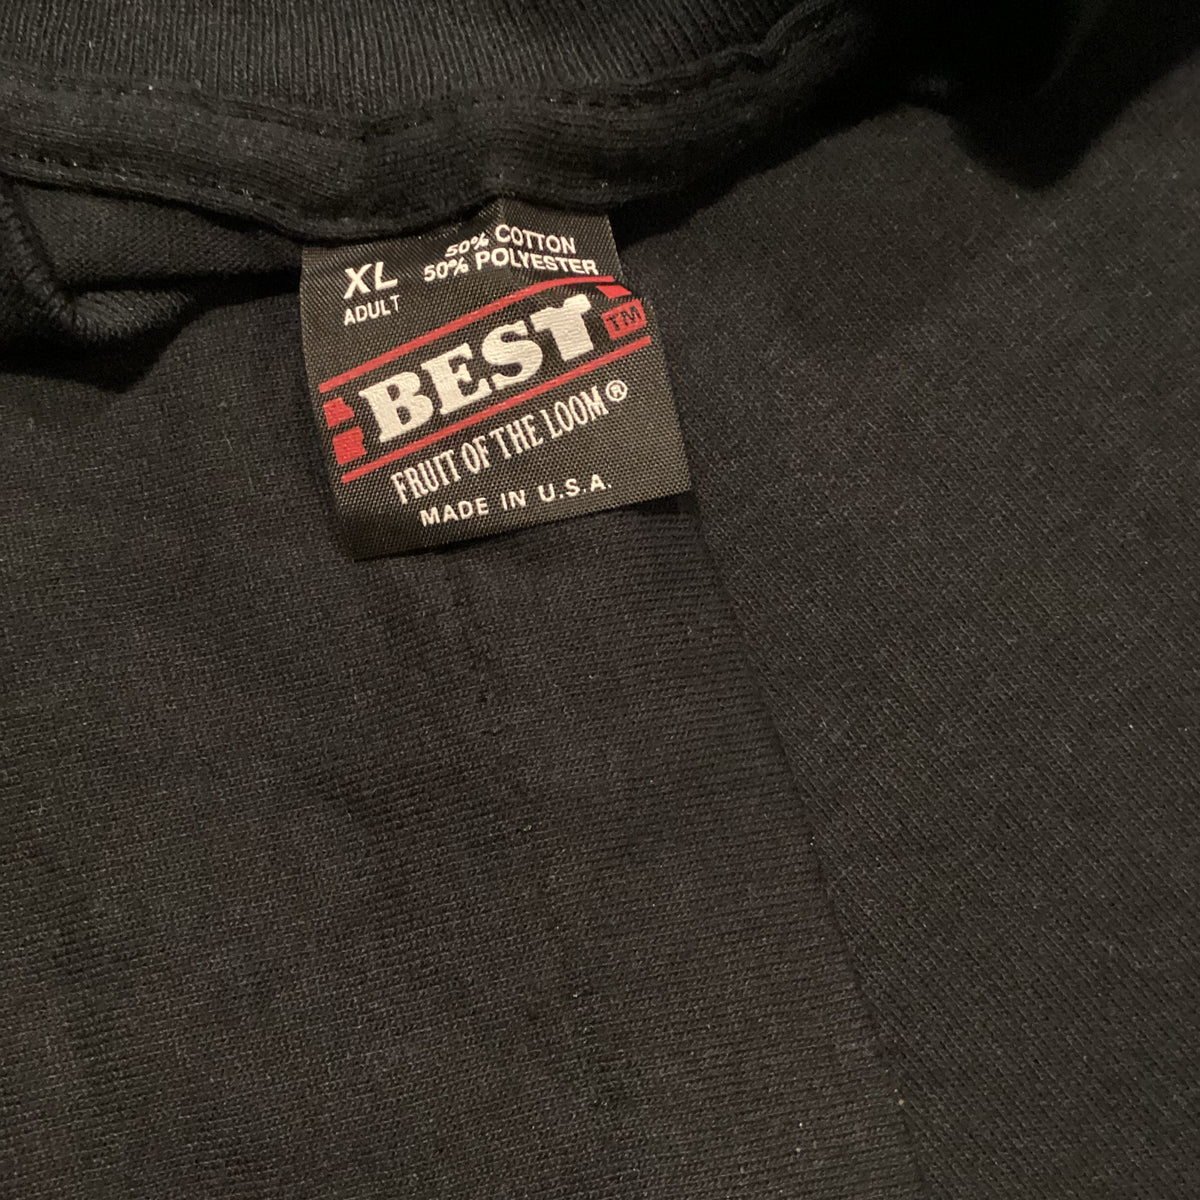 XL
ADULT
50% COTTON
50% POLYESTER
BEST TM
FRUIT OF THE LOOM®
MADE IN U.S.A.